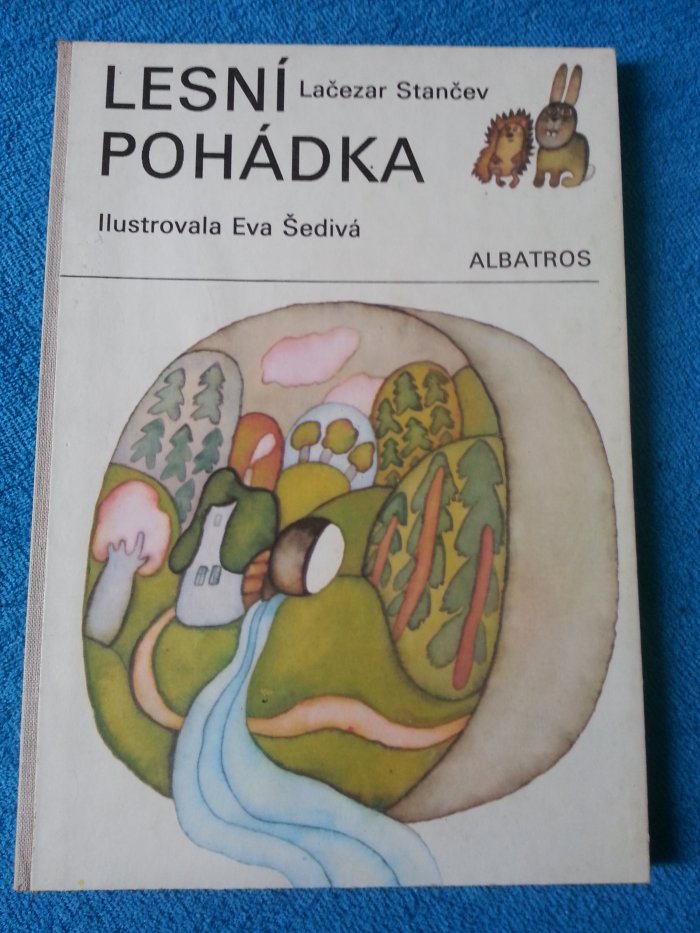 LESNÍ
Lačezar Stančev
POHÁDKA
Ilustrovala Eva Šedivá
ALBATROS